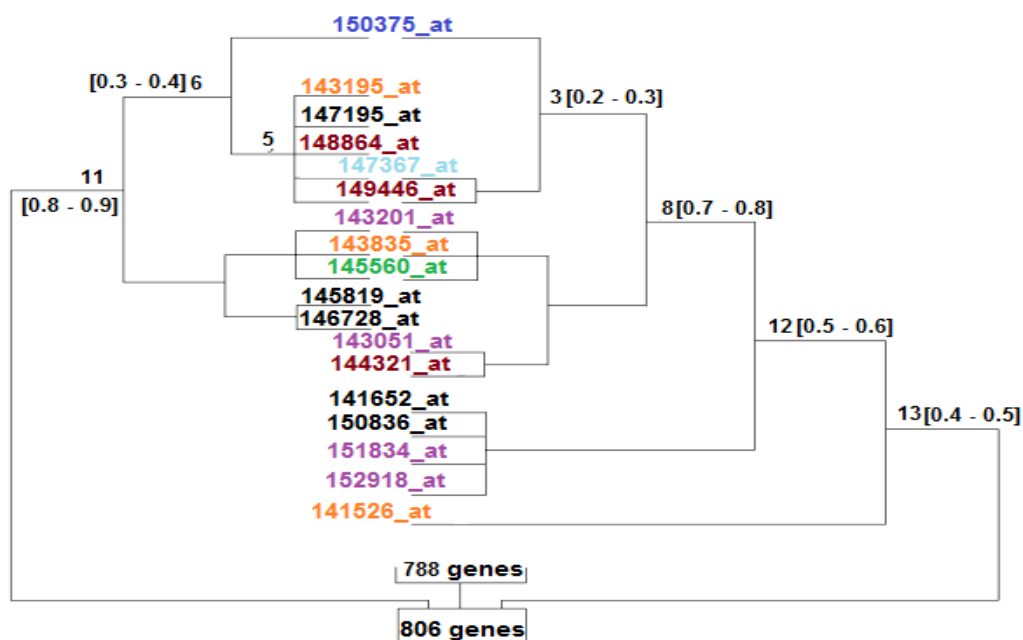 150375_at
[0.3 - 0.4] 6
143195_at
3 [0.2 - 0.3]
147195_at
5
148864_at
147367_at
11
149446_at
[0.8 - 0.9]
8 [0.7 - 0.8]
143201_at
143835_at
145560_at
145819_at
146728_at
12 [0.5 - 0.6]
143051_at
144321_at
141652_at
13 [0.4 - 0.5]
150836_at
151834_at
152918_at
141526_at
788 genes
806 genes